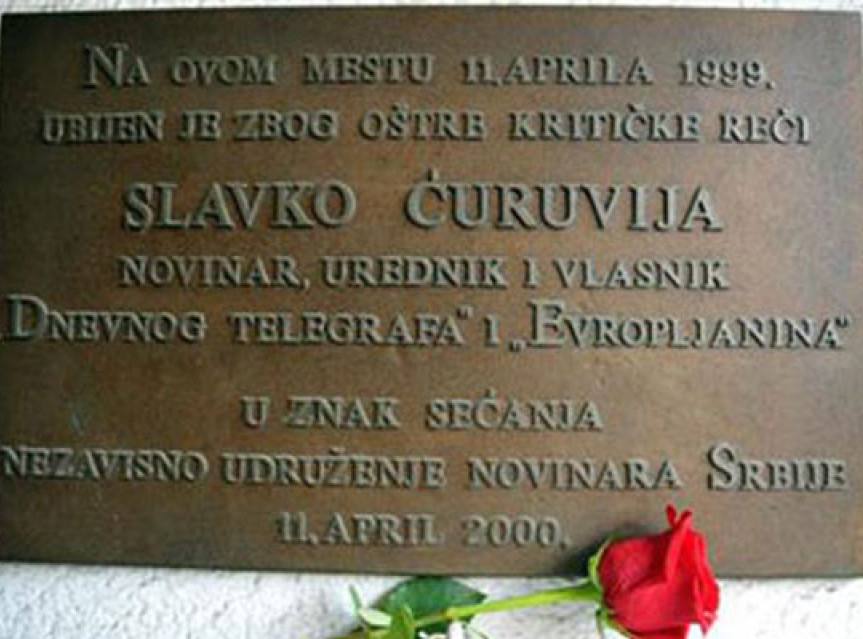 Na ovom mestu 11. aprila 1999.
ubijen je zbog oštre kritičke reči
SLAVKO ĆURUVIJA
novinar, urednik i vlasnik
„Dnevnog telegrafa” i „Evropljanina”
u znak sećanja
nezavisno udruženje novinara Srbije
11. april 2000.